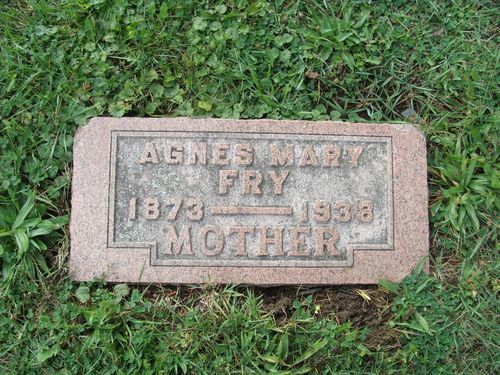 AGNES MARY
FRY
1873 — 1938
MOTHER